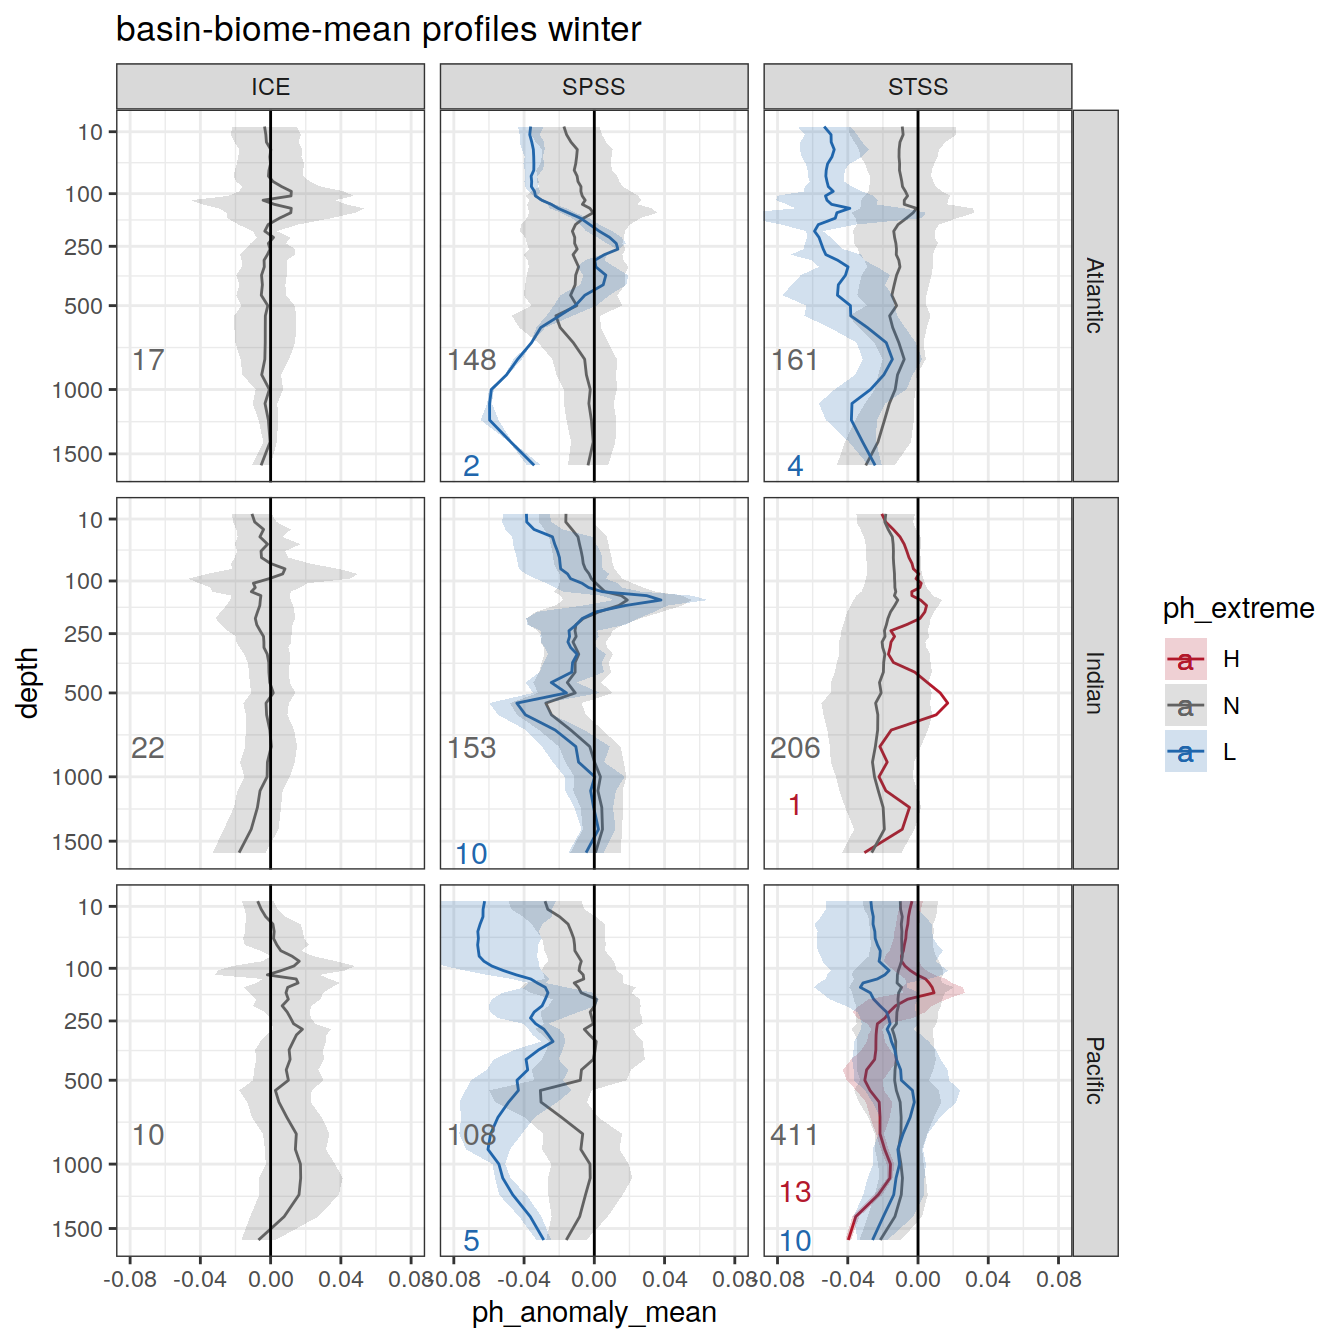 basin-biome-mean profiles winter
ICE SPSS STSS
10
100
250
500
1000
1500
17
148
2
161
4
Atlantic
10
100
250
500
1000
1500
22
153
10
206
1
Indian
10
100
250
500
1000
1500
10
108
5
411
13
10
Pacific
-0.08 -0.04 0.00 0.04 0.08
-0.08 -0.04 0.00 0.04 0.08
-0.08 -0.04 0.00 0.04 0.08
depth
ph_anomaly_mean
ph_extreme
a H
a N
a L